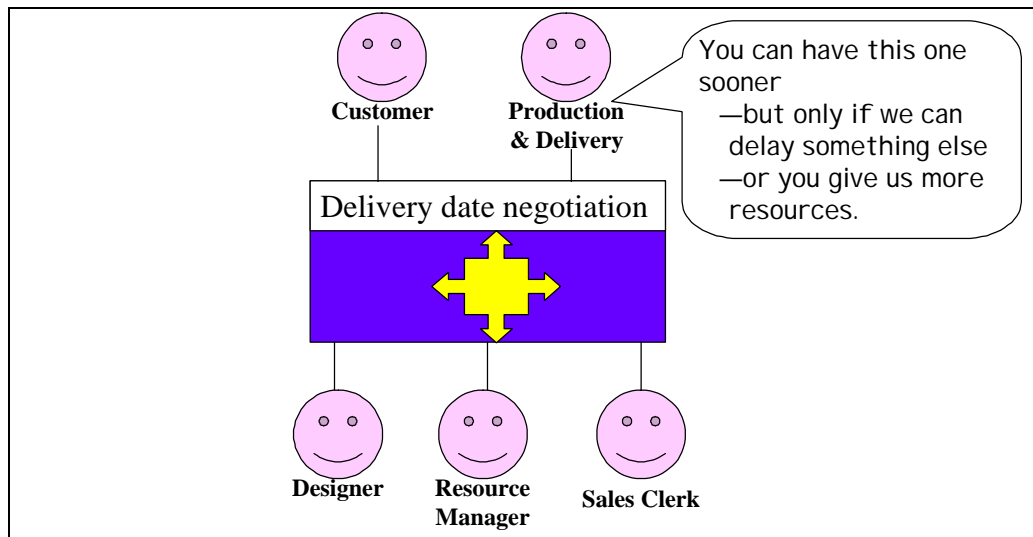 Customer
Production
& Delivery
You can have this one
sooner
—but only if we can
delay something else
—or you give us more
resources.
Delivery date negotiation
Designer
Resource
Manager
Sales Clerk